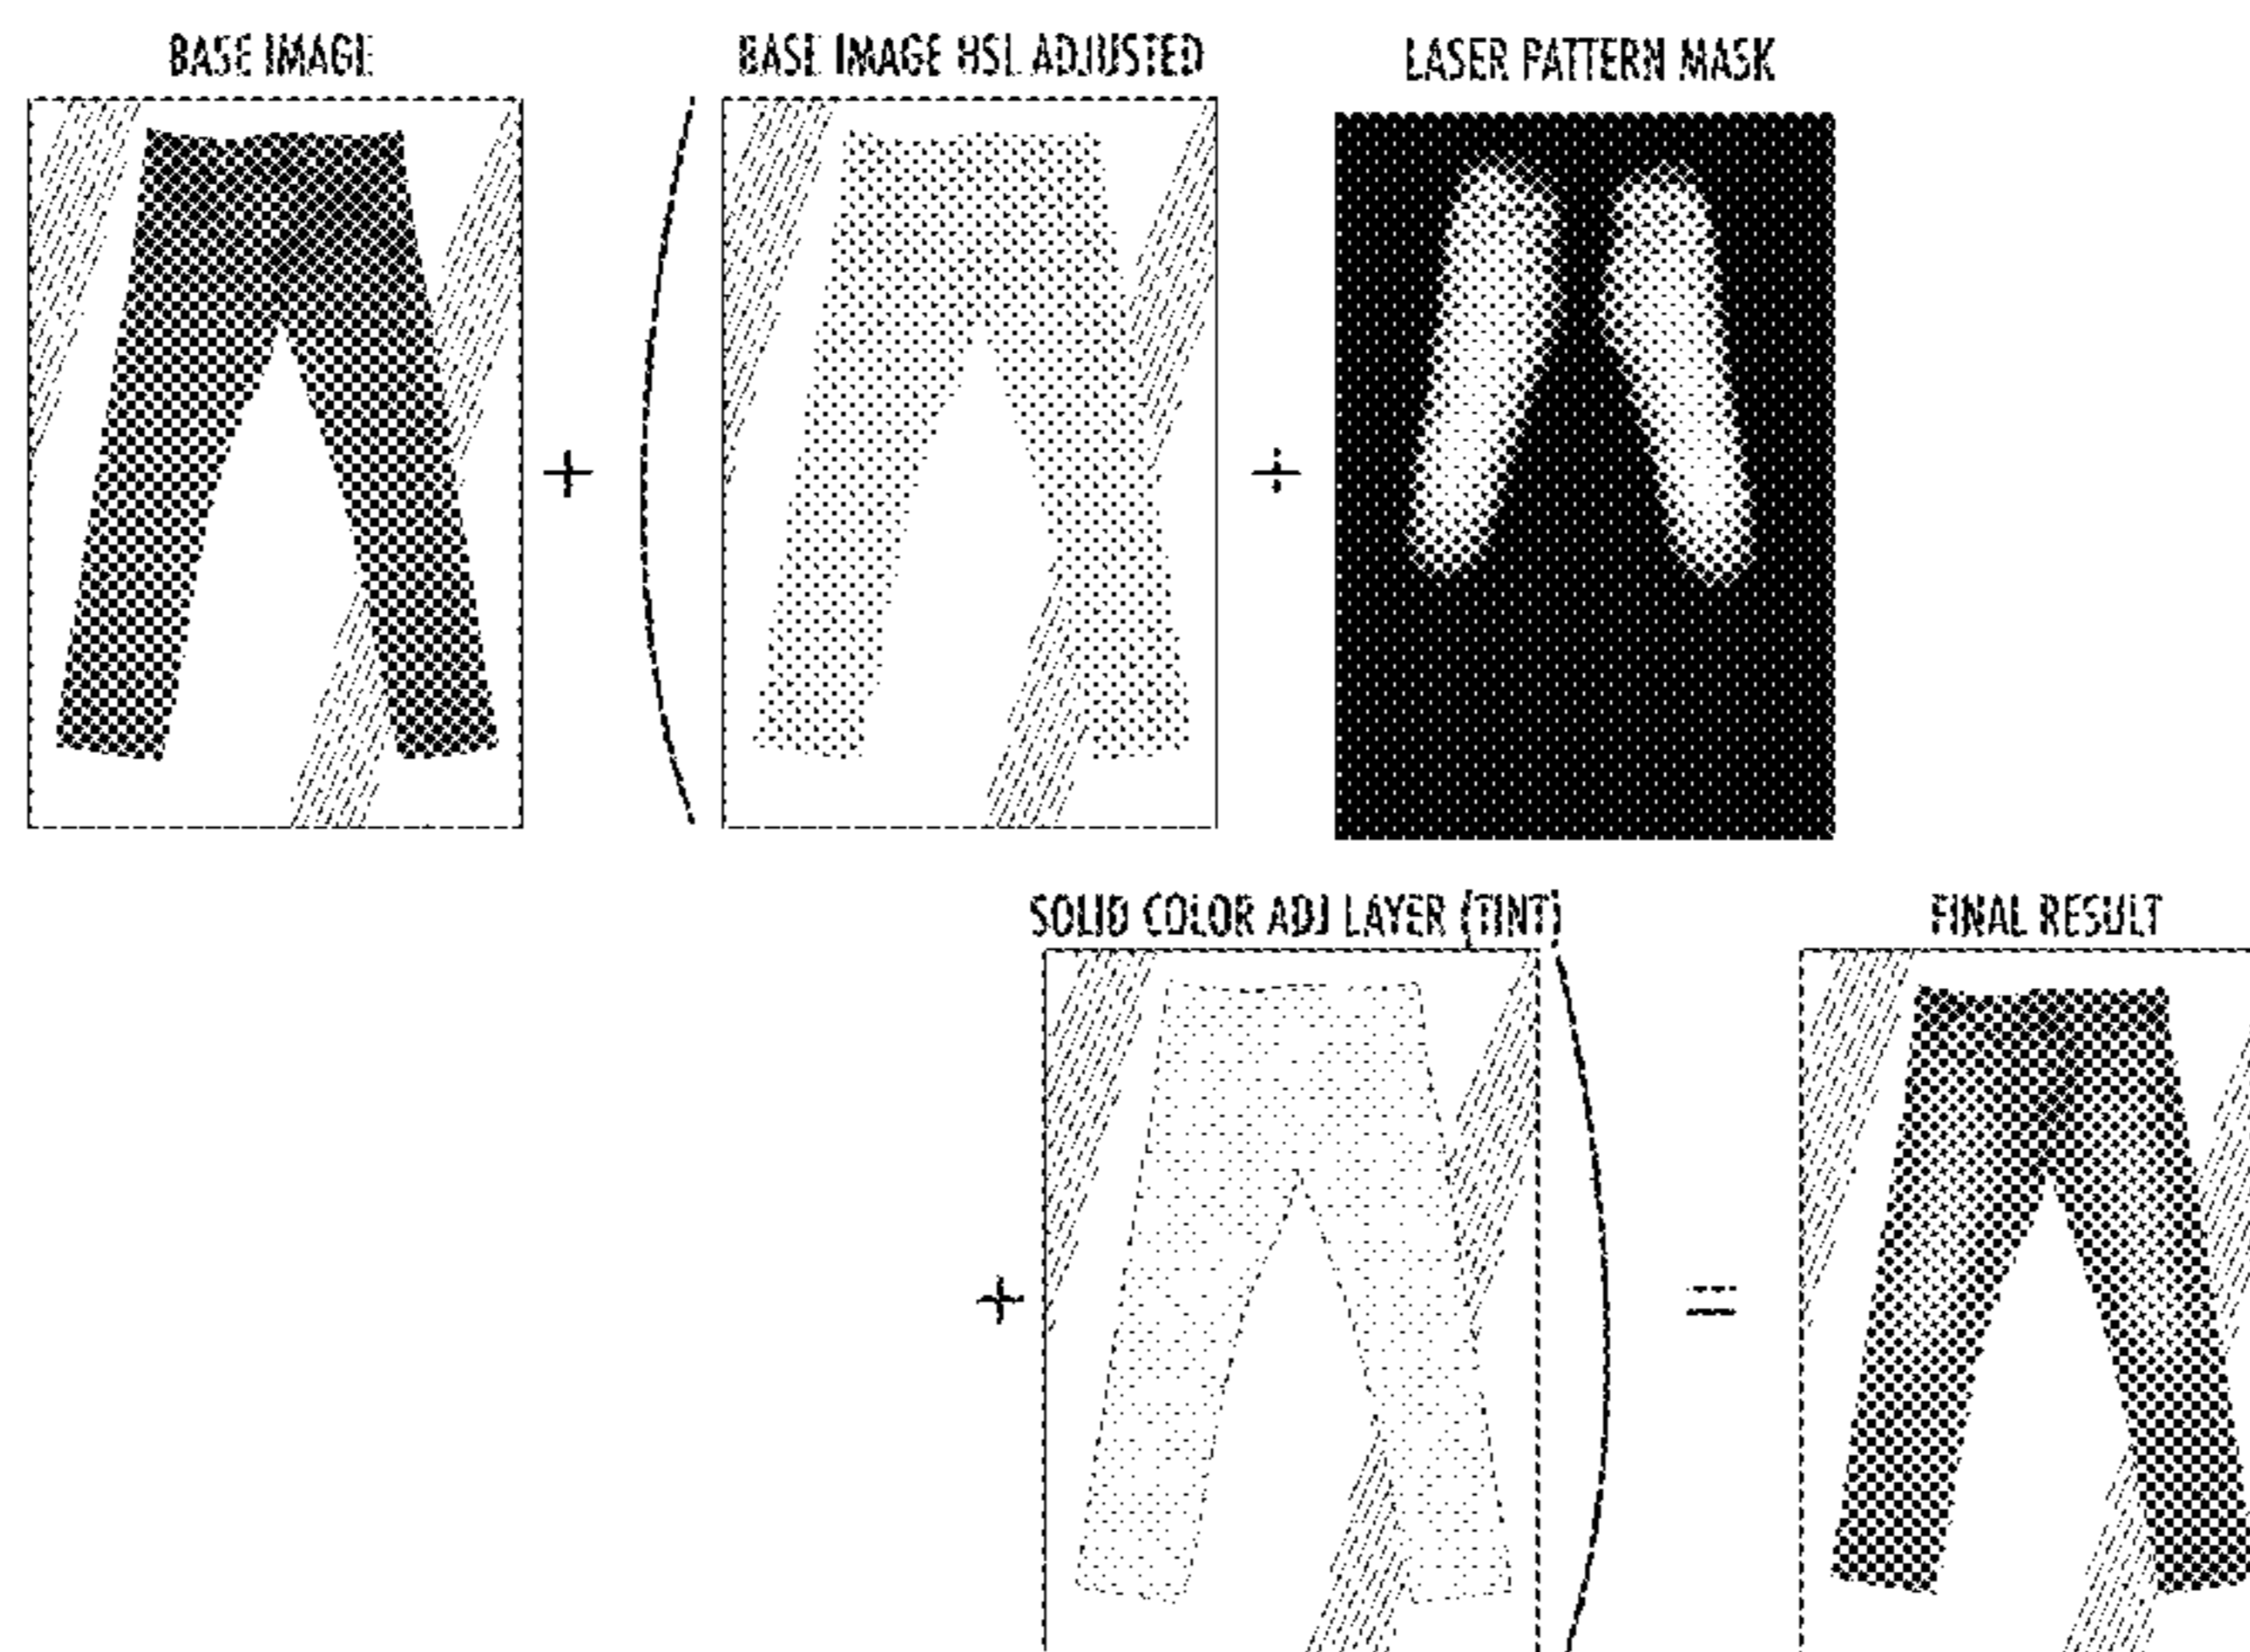 BASE IMAGE
BASE IMAGE HSL ADJUSTED
LASER PATTERN MASK
+
÷
SOLID COLOR ADJ LAYER (TINT)
FINAL RESULT
+
=